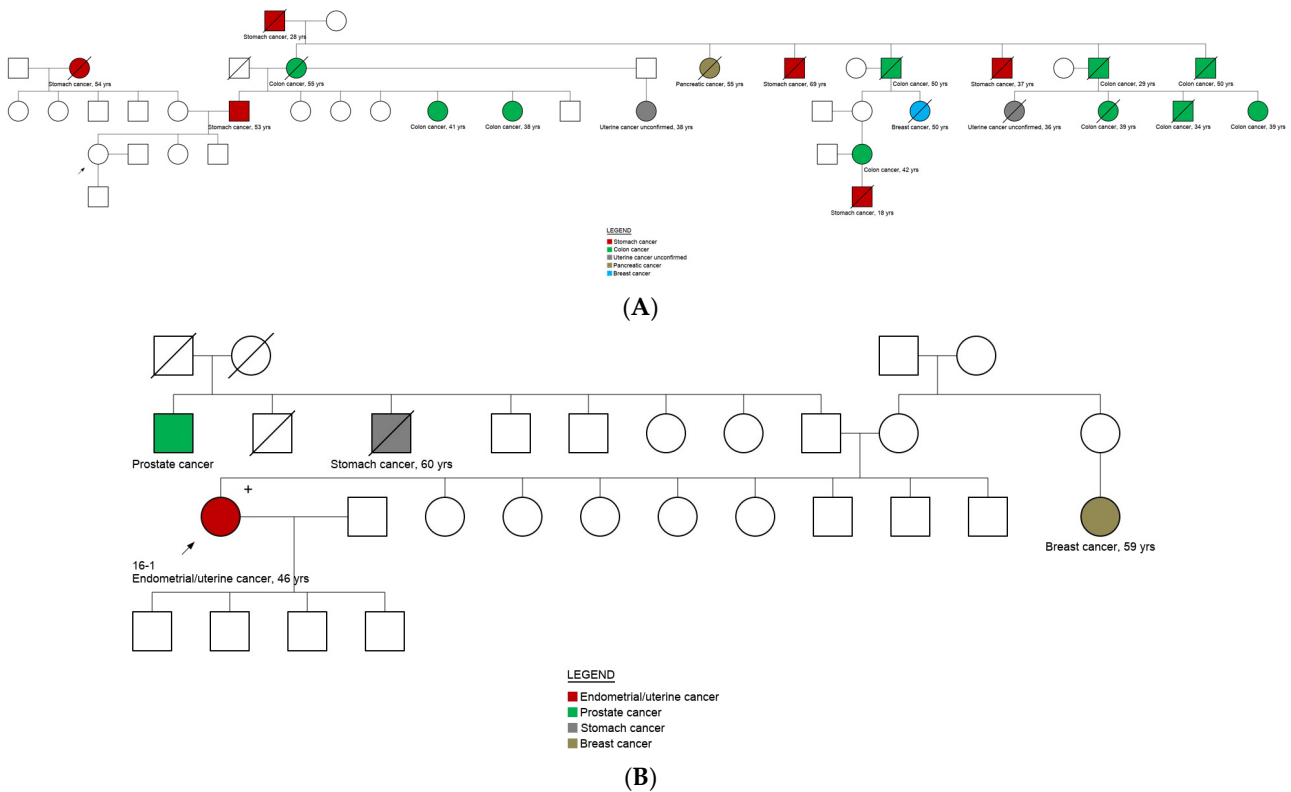 Stomach cancer, 28 yrs
Stomach cancer, 54 yrs
Colon cancer, 55 yrs
Pancreatic cancer, 55 yrs
Stomach cancer, 69 yrs
Colon cancer, 50 yrs
Stomach cancer, 37 yrs
Colon cancer, 29 yrs
Colon cancer, 50 yrs
Stomach cancer, 53 yrs
Colon cancer, 41 yrs
Colon cancer, 38 yrs
Uterine cancer unconfirmed, 38 yrs
Breast cancer, 50 yrs
Uterine cancer unconfirmed, 36 yrs
Colon cancer, 39 yrs
Colon cancer, 34 yrs
Colon cancer, 39 yrs
Colon cancer, 42 yrs
Stomach cancer, 18 yrs
LEGEND
Stomach cancer
Colon cancer
Uterine cancer unconfirmed
Pancreatic cancer
Breast cancer
(A)
Prostate cancer
Stomach cancer, 60 yrs
+
16-1
Endometrial/uterine cancer, 46 yrs
Breast cancer, 59 yrs
LEGEND
Endometrial/uterine cancer
Prostate cancer
Stomach cancer
Breast cancer
(B)